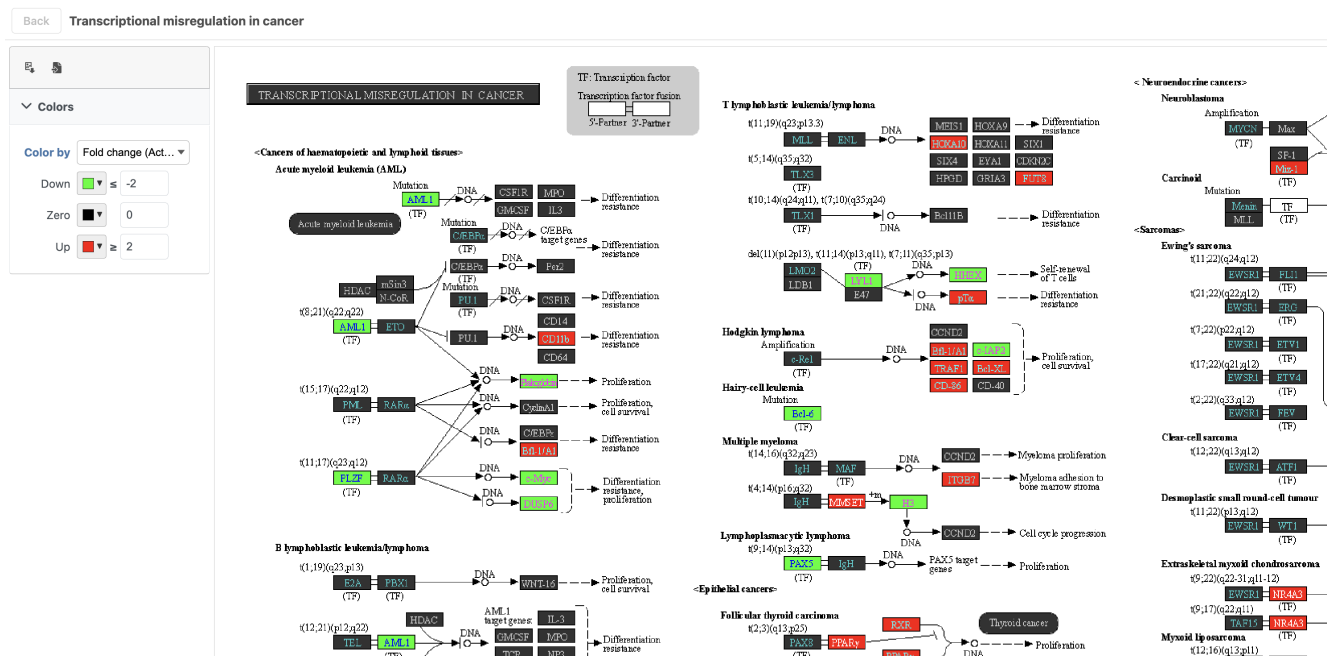 Back
Transcriptional misregulation in cancer
Colors
Color by
Fold change (Act...
Down ≤ -2
Zero 0
Up ≥ 2
TRANSCRIPTIONAL MISREGULATION IN CANCER
TF: Transcription factor
Transcription factor fusion
5'-Partner 3'-Partner
<Cancers of haematopoietic and lymphoid tissues>
Acute myeloid leukemia (AML)
Mutation
AML1
(TF)
DNA
CSF1R MPO
GMCSF IL3
Differentiation
resistance
Acute myeloid leukemia
Mutation
C/EBPα
(TF)
DNA
C/EBPα
target genes
Differentiation
resistance
C/EBPα
(TF)
DNA
Per2
HDAC
mSin3
N-CoR
Mutation
PU.1
(TF)
DNA
CSF1R
Differentiation
resistance
t(8;21)(q22;q22)
AML1 ETO
(TF)
PU.1
DNA
CD14
CD11b
CD64
Differentiation
resistance
DNA
Plakoglobin
Proliferation
t(15;17)(q22;q12)
PML RARα
(TF)
DNA
CyclinA1
Proliferation,
cell survival
DNA
C/EBPε
Bfl-1/A1
Differentiation
resistance
t(11;17)(q23;q12)
PLZF RARα
(TF)
DNA
c-Myc
DNA
DUSP6
Differentiation
resistance,
proliferation
B lymphoblastic leukemia/lymphoma
t(1;19)(q23;p13)
E2A PBX1
(TF) (TF)
DNA
WNT-16
Proliferation,
cell survival
t(12;21)(p12;q22)
TEL AML1
(TF)
HDAC
DNA
AML1
target genes:
IL-3
GMCSF MPO
TCR NP3
Differentiation
resistance
T lymphoblastic leukemia/lymphoma
t(11;19)(q23;p13.3)
MLL ENL
DNA
MEIS1 HOXA9
HOXA10 HOXA11 SIX1
SIX4 EYA1 CDKN2C
HPGD GRIA3 FUT8
Differentiation
resistance
t(5;14)(q35;q32)
TLX3
(TF)
t(10;14)(q24;q11), t(7;10)(q35;q24)
TLX1
(TF)
DNA
Bcl11B
Differentiation
resistance
del(11)(p12p13), t(11;14)(p13;q11), t(7;11)(q35;p13)
LMO2
LDB1
(TF)
LYL1
E47
DNA
HHEX
Self-renewal
of T cells
DNA
pTα
Differentiation
resistance
Hodgkin lymphoma
Amplification
c-Rel
(TF)
DNA
CCND2
Bfl-1/A1 c-IAP2
TRAF1 Bcl-XL
CD-86 CD-40
Proliferation,
cell survival
Hairy-cell leukemia
Mutation
Bcl-6
(TF)
Multiple myeloma
t(14;16)(q32;q23)
IgH MAF
(TF)
DNA
CCND2
Myeloma proliferation
ITGB7
Myeloma adhesion to
bone marrow stroma
t(4;14)(p16;q32)
IgH MMSET
+m
H3
DNA
CCND2
Cell cycle progression
Lymphoplasmacytic lymphoma
t(9;14)(p13;q32)
PAX5 IgH
(TF)
DNA
PAX5 target
genes
Proliferation
<Epithelial cancers>
Follicular thyroid carcinoma
t(2;3)(q13;p25)
PAX8 PPARγ
(TF)
RXR
Thyroid cancer
DNA
Proliferation
< Neuroendocrine cancers>
Neuroblastoma
Amplification
MYCN Max
(TF)
SP-1
Miz-1
(TF)
Carcinoid
Mutation
Menin
MLL
TF
(TF)
<Sarcomas>
Ewing's sarcoma
t(11;22)(q24;q12)
EWSR1 FLI1
(TF)
t(21;22)(q22;q12)
EWSR1 ERG
(TF)
t(7;22)(p22;q12)
EWSR1 ETV1
(TF)
t(17;22)(q21;q12)
EWSR1 ETV4
(TF)
t(2;22)(q33;q12)
EWSR1 FEV
(TF)
Clear-cell sarcoma
t(12;22)(q13;q12)
EWSR1 ATF1
(TF)
Desmoplastic small round-cell tumour
t(11;22)(p13;q12)
EWSR1 WT1
(TF)
Extraskeletal myxoid chondrosarcoma
t(9;22)(q22-31;q11-12)
EWSR1 NR4A3
(TF)
t(9;17)(q22;q11)
TAF15 NR4A3
(TF)
Myxoid liposarcoma
t(12;16)(q13;p11)